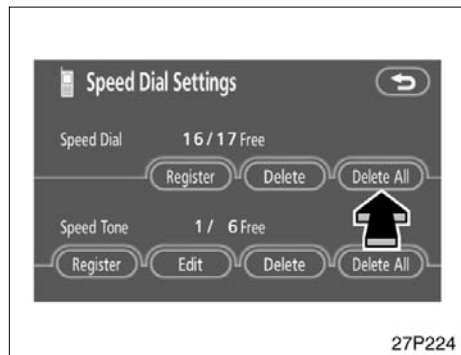 Speed Dial Settings
Speed Dial 16/17 Free
Register Delete Delete All
Speed Tone 1/ 6 Free
Register Edit Delete Delete All
27P224